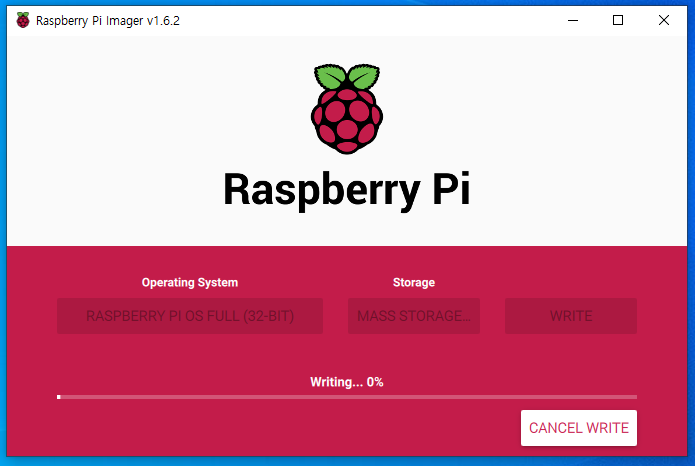 Raspberry Pi Imager v1.6.2
Raspberry Pi
Operating System
Storage
RASPBERRY PI OS FULL (32-BIT)
MASS STORAGE...
WRITE
Writing... 0%
CANCEL WRITE